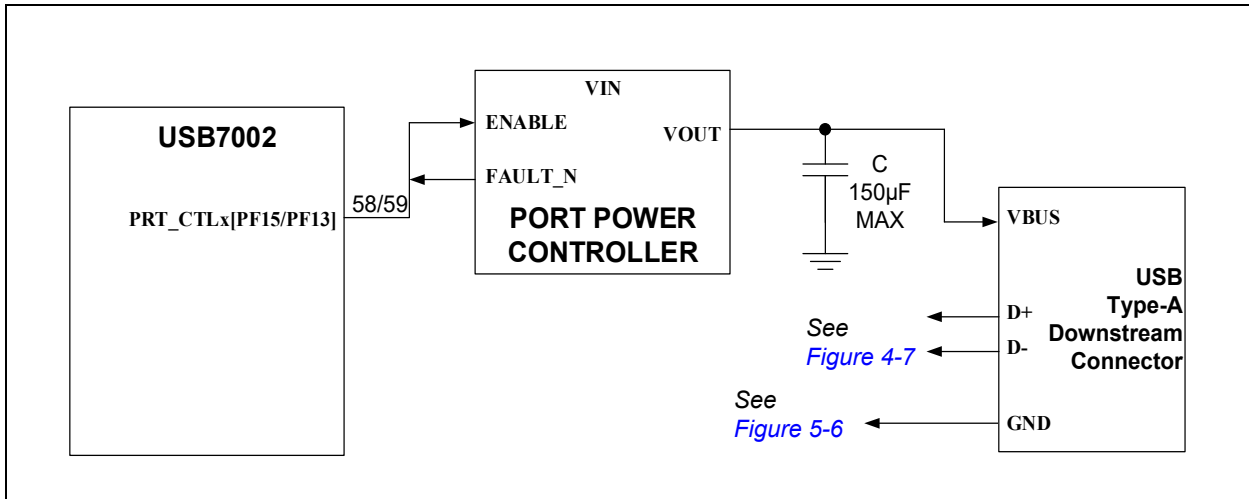 USB7002
PRT_CTLx[PF15/PF13]
58/59
VIN
ENABLE
VOUT
FAULT_N
PORT POWER
CONTROLLER
C
150µF
MAX
VBUS
USB
Type-A
Downstream
Connector
D+
D-
GND
See
Figure 4-7
See
Figure 5-6